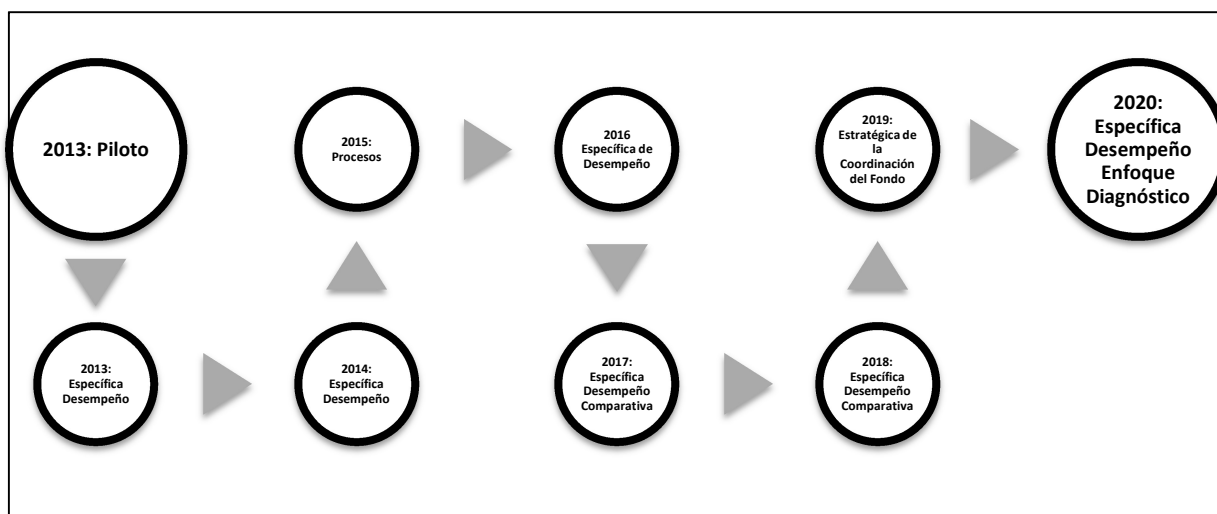 2013: Piloto
2013:
Específica
Desempeño
2014:
Específica
Desempeño
2015:
Procesos
2016
Específica de
Desempeño
2017:
Específica
Desempeño
Comparativa
2018:
Específica
Desempeño
Comparativa
2019:
Estratégica de
la
Coordinación
del Fondo
2020:
Específica
Desempeño
Enfoque
Diagnóstico